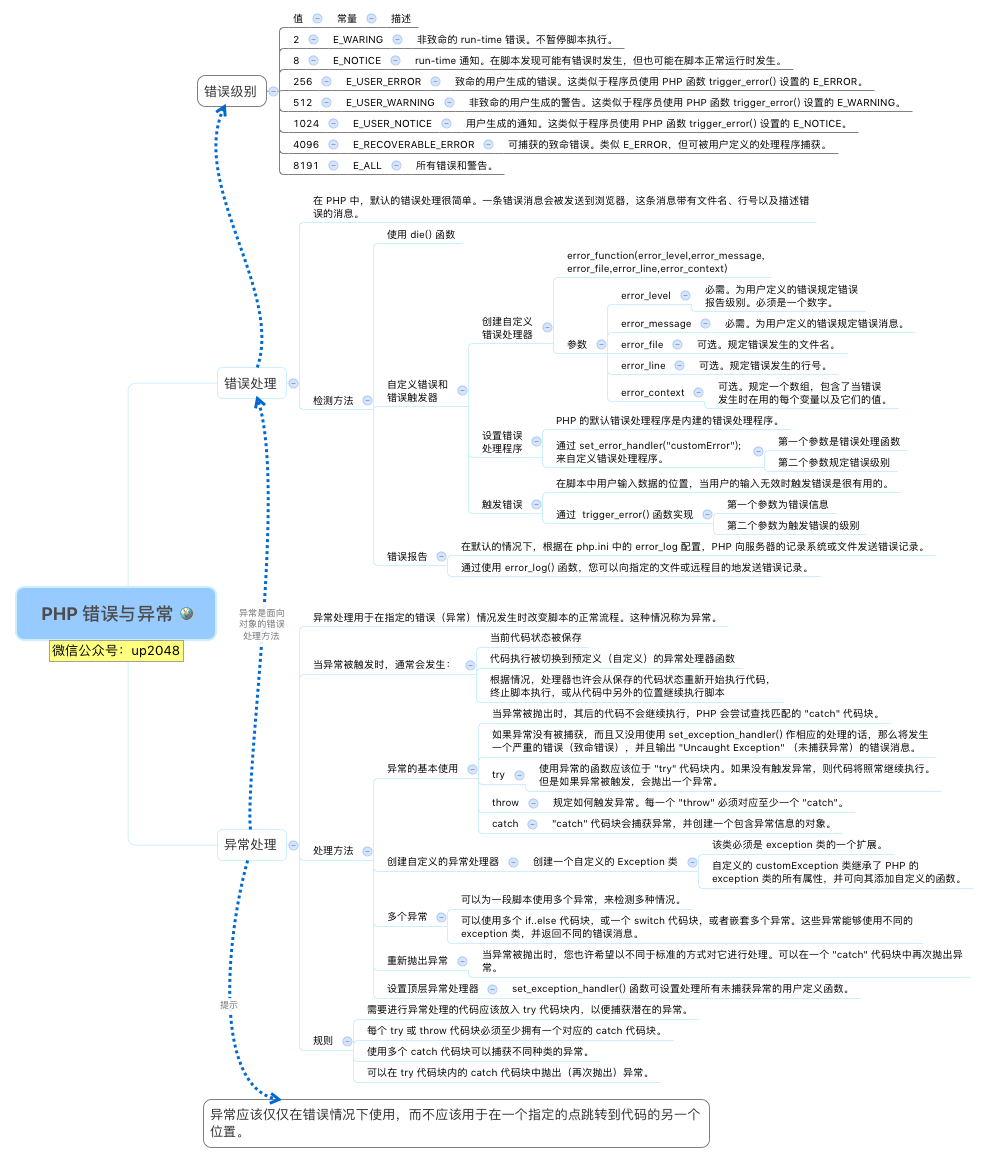 值 常量 描述
2 E_WARING 非致命的 run-time 错误。不暂停脚本执行。
8 E_NOTICE run-time 通知。在脚本发现可能有错误时发生，但也可能在脚本正常运行时发生。
256 E_USER_ERROR 致命的用户生成的错误。这类似于程序员使用 PHP 函数 trigger_error() 设置的 E_ERROR。
错误级别
512 E_USER_WARNING 非致命的用户生成的警告。这类似于程序员使用 PHP 函数 trigger_error() 设置的 E_WARNING。
1024 E_USER_NOTICE 用户生成的通知。这类似于程序员使用 PHP 函数 trigger_error() 设置的 E_NOTICE。
4096 E_RECOVERABLE_ERROR 可捕获的致命错误。类似 E_ERROR，但可被用户定义的处理程序捕获。
8191 E_ALL 所有错误和警告。
在 PHP 中，默认的错误处理很简单。一条错误消息会被发送到浏览器，这条消息带有文件名、行号以及描述错
误的消息。
使用 die() 函数
error_function(error_level,error_message,
error_file,error_line,error_context)
创建自定义
错误处理器
参数
error_level 必需。为用户定义的错误规定错误
报告级别。必须是一个数字。
error_message 必需。为用户定义的错误规定错误消息。
error_file 可选。规定错误发生的文件名。
error_line 可选。规定错误发生的行号。
error_context 可选。规定一个数组，包含了当错误
发生时在用的每个变量以及它们的值。
错误处理
检测方法
自定义错误和
错误触发器
设置错误
处理程序
PHP 的默认错误处理程序是内建的错误处理程序。
通过 set_error_handler("customError");
来自定义错误处理程序。
第一个参数是错误处理函数
第二个参数规定错误级别
触发错误
在脚本中用户输入数据的位置，当用户的输入无效时触发错误是很有用的。
通过 trigger_error() 函数实现
第一个参数为错误信息
第二个参数为触发错误的级别
错误报告
在默认的情况下，根据在 php.ini 中的 error_log 配置，PHP 向服务器的记录系统或文件发送错误记录。
通过使用 error_log() 函数，您可以向指定的文件或远程目的地发送错误记录。
PHP 错误与异常
微信公众号：up2048
异常是面向
对象的错误
处理方法
异常处理用于在指定的错误（异常）情况发生时改变脚本的正常流程。这种情况称为异常。
当异常被触发时，通常会发生：
当前代码状态被保存
代码执行被切换到预定义（自定义）的异常处理器函数
根据情况，处理器也许会从保存的代码状态重新开始执行代码，
终止脚本执行，或从代码中另外的位置继续执行脚本
异常处理
处理方法
异常的基本使用
当异常被抛出时，其后的代码不会继续执行，PHP 会尝试查找匹配的 "catch" 代码块。
如果异常没有被捕获，而且又没用使用 set_exception_handler() 作相应的处理的话，那么将发生
一个严重的错误（致命错误），并且输出 "Uncaught Exception" （未捕获异常）的错误消息。
try 使用异常的函数应该位于 "try" 代码块内。如果没有触发异常，则代码将照常继续执行。
但是如果异常被触发，会抛出一个异常。
throw 规定如何触发异常。每一个 "throw" 必须对应至少一个 "catch"。
catch "catch" 代码块会捕获异常，并创建一个包含异常信息的对象。
创建自定义的异常处理器 创建一个自定义的 Exception 类
该类必须是 exception 类的一个扩展。
自定义的 customException 类继承了 PHP 的
exception 类的所有属性，并可向其添加自定义的函数。
多个异常
可以为一段脚本使用多个异常，来检测多种情况。
可以使用多个 if..else 代码块，或一个 switch 代码块，或者嵌套多个异常。这些异常能够使用不同的
exception 类，并返回不同的错误消息。
重新抛出异常 当异常被抛出时，您也许希望以不同于标准的方式对它进行处理。可以在一个 "catch" 代码块中再次抛出异
常。
设置顶层异常处理器 set_exception_handler() 函数可设置处理所有未捕获异常的用户定义函数。
提示
规则
需要进行异常处理的代码应该放入 try 代码块内，以便捕获潜在的异常。
每个 try 或 throw 代码块必须至少拥有一个对应的 catch 代码块。
使用多个 catch 代码块可以捕获不同种类的异常。
可以在 try 代码块内的 catch 代码块中抛出（再次抛出）异常。
异常应该仅仅在错误情况下使用，而不应该用于在一个指定的点跳转到代码的另一个
位置。